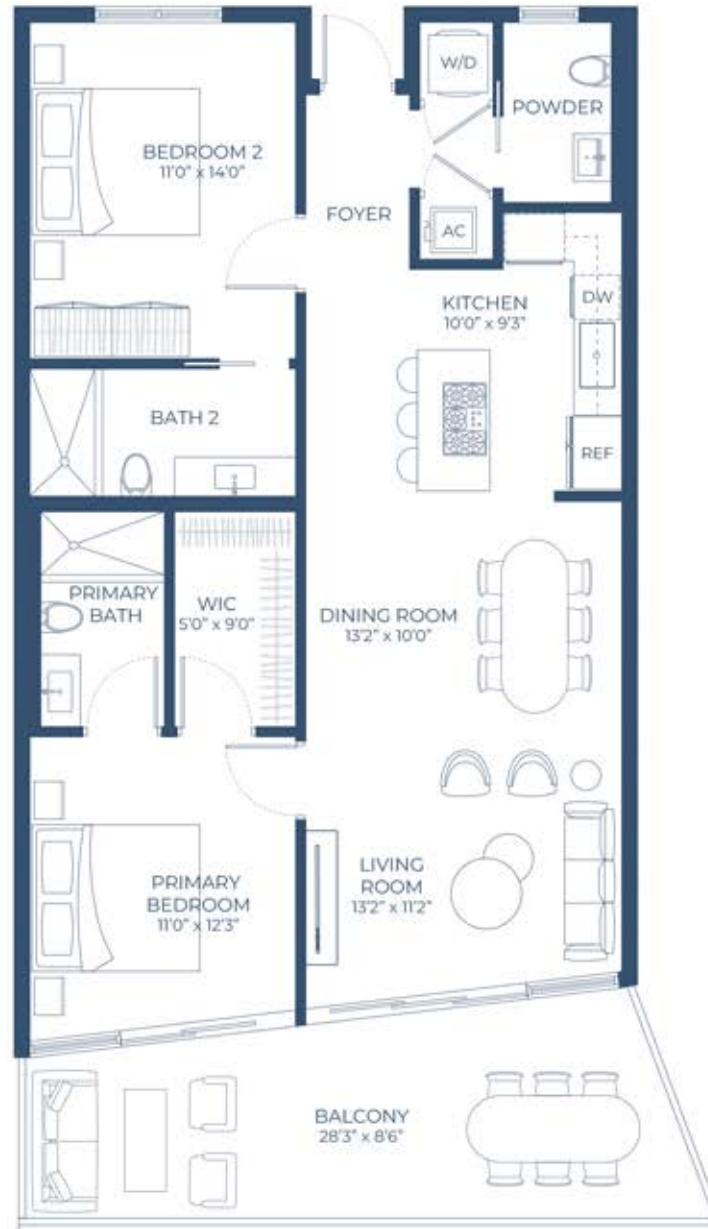 W/D
POWDER
BEDROOM 2
11'0" x 14'0"
FOYER
AC
KITCHEN
10'0" x 9'3"
DW
BATH 2
REF
PRIMARY
BATH
WIC
5'0" x 9'0"
DINING ROOM
13'2" x 10'0"
PRIMARY
BEDROOM
11'0" x 12'3"
LIVING
ROOM
13'2" x 11'2"
BALCONY
28'3" x 8'6"